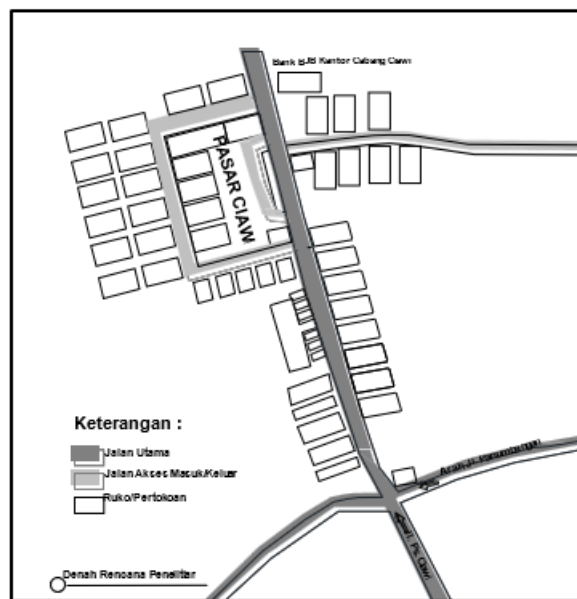 Bank BJB Kantor Cabang Ciawi
PASAR CIAW
Keterangan :
Jalan Utama
Jalan Akses Masuk/Keluar
Ruko/Pertokoan
Ciawi
Denah Rencana Penelitian